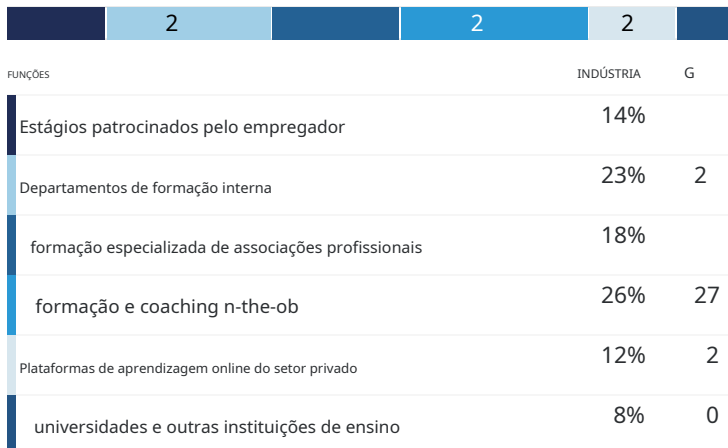 2 2 2
FUNÇÕES INDÚSTRIA G
Estágios patrocinados pelo empregador 14%
Departamentos de formação interna 23% 2
formação especializada de associações profissionais 18%
formação e coaching n-the-ob 26% 27
Plataformas de aprendizagem online do setor privado 12% 2
universidades e outras instituições de ensino 8% 0